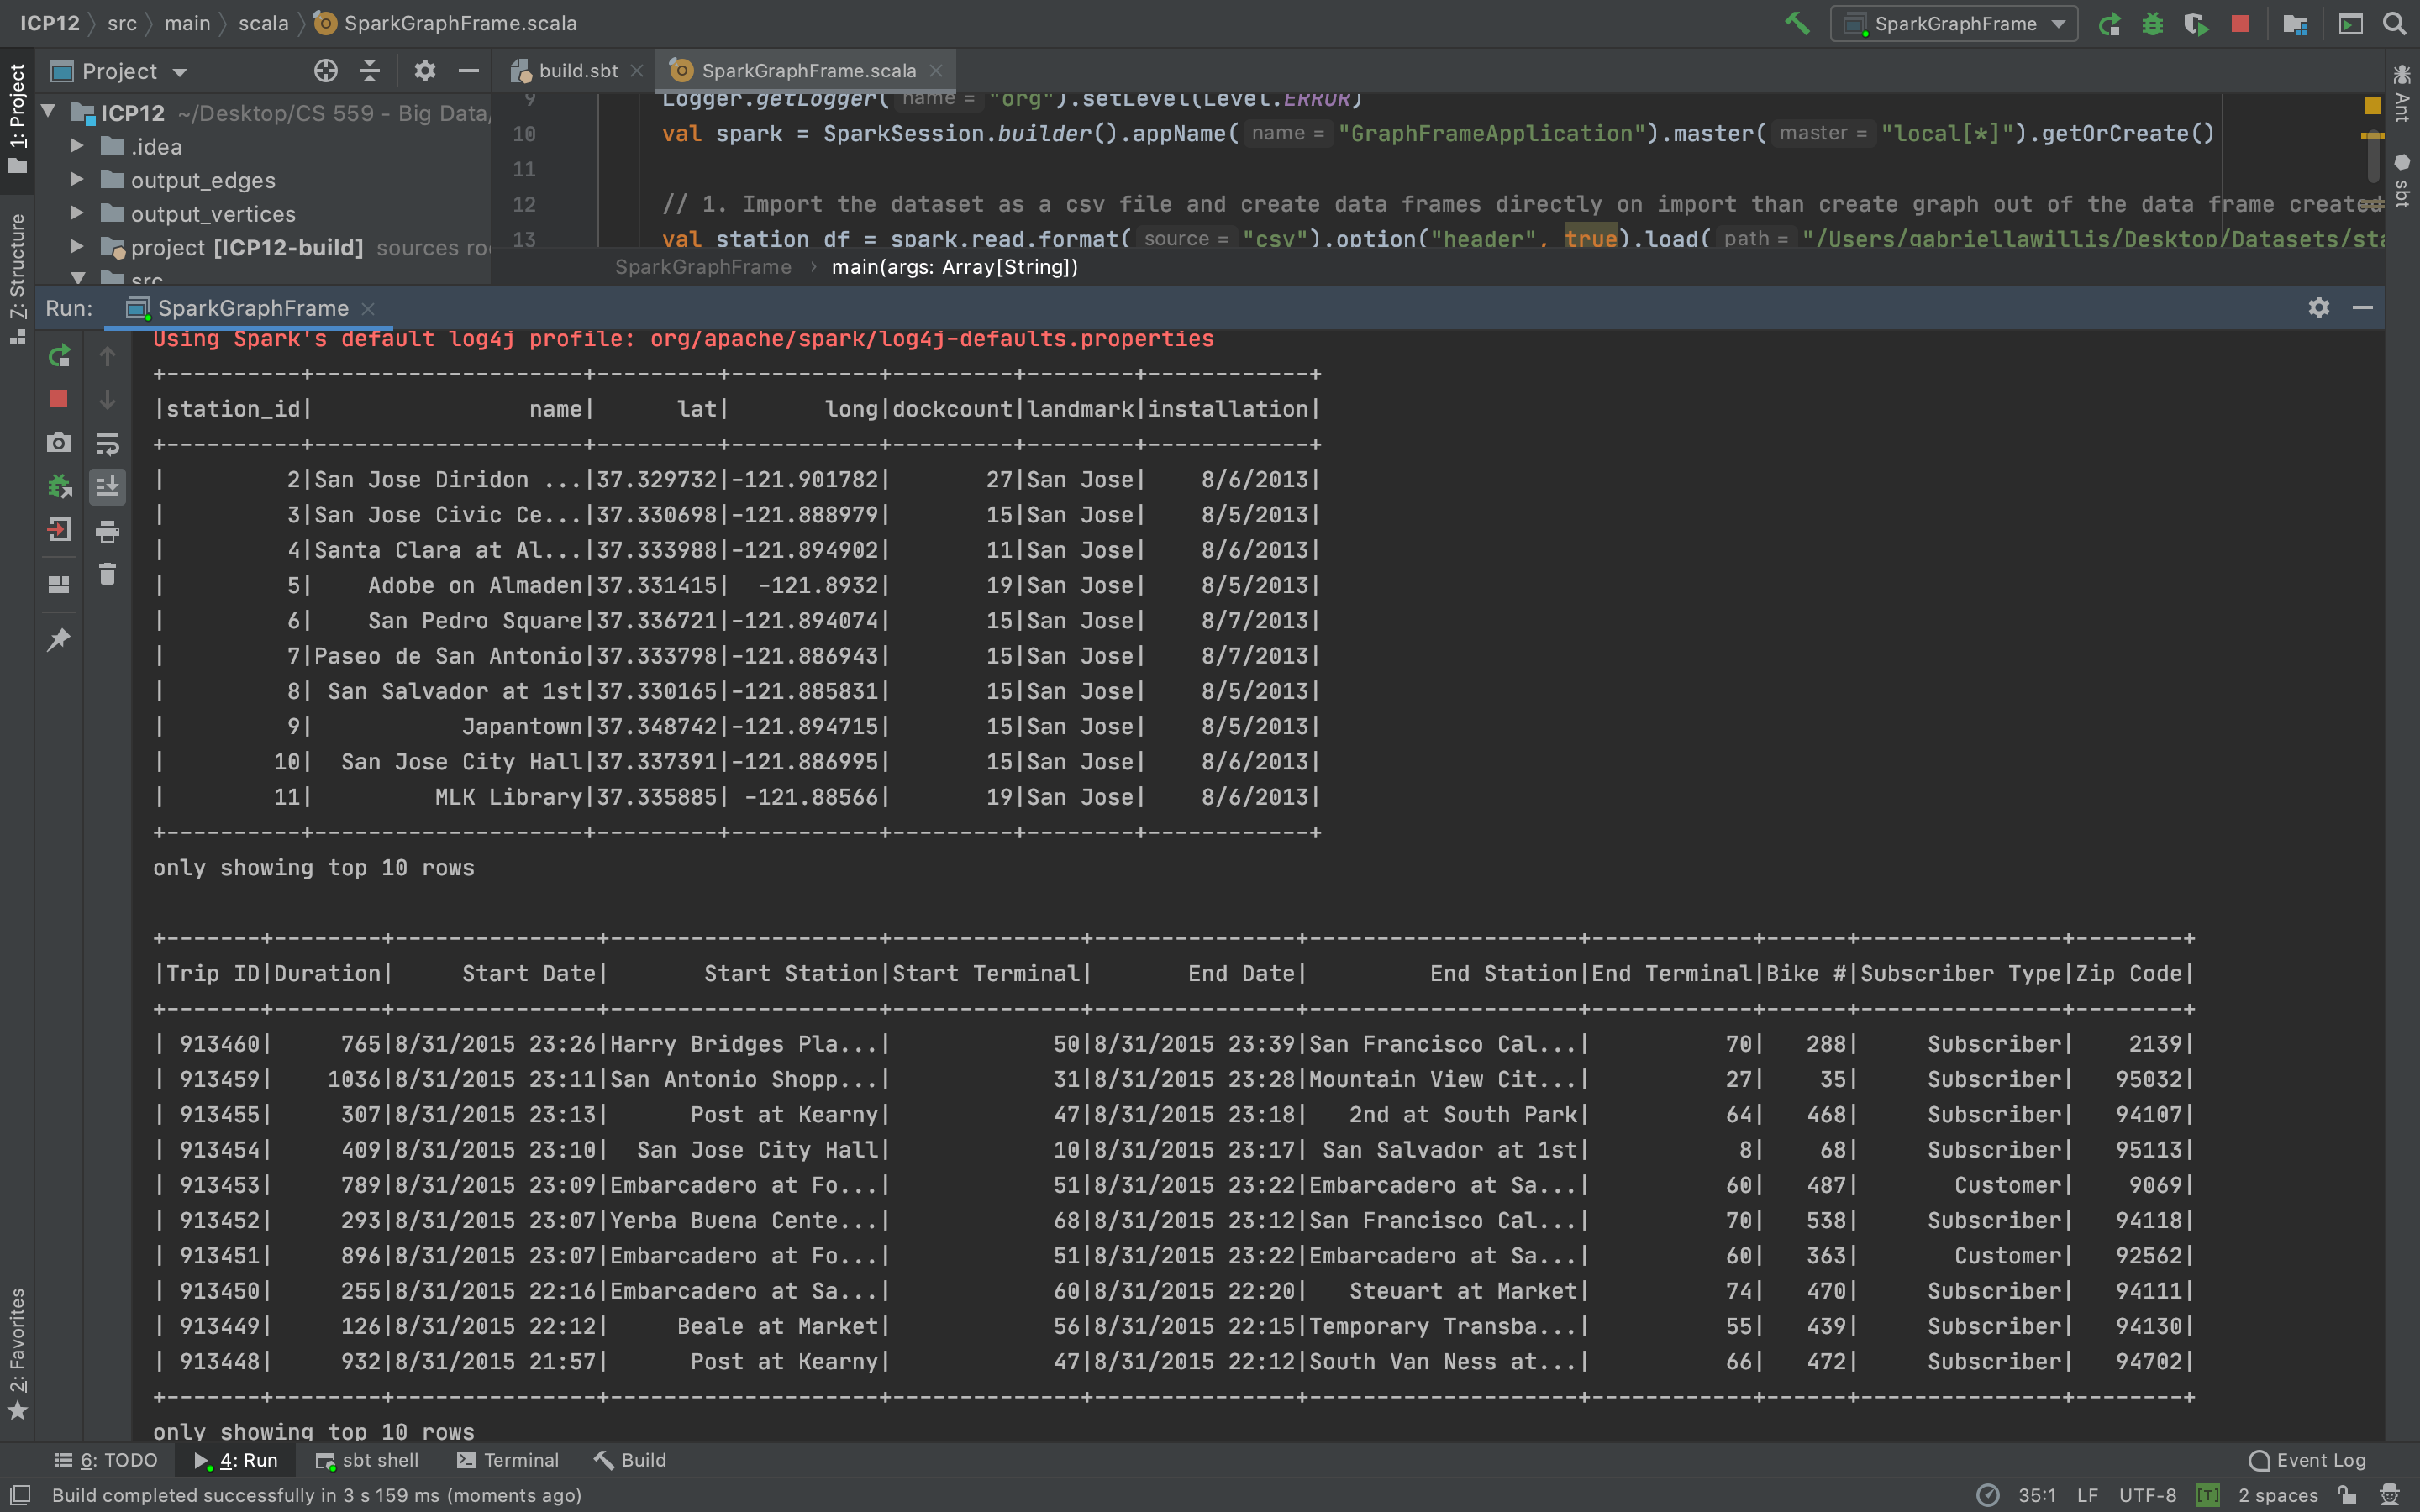 ICP12 src main scala SparkGraphFrame.scala SparkGraphFrame
1: Project
7: Structure
2: Favorites
Project
ICP12 ~/Desktop/CS 559 - Big Data/
.idea
output_edges
output_vertices
project [ICP12-build] sources ro
src
build.sbt SparkGraphFrame.scala
9 Logger.getLogger( name = "org").setLevel(Level.ERROR)
10 val spark = SparkSession.builder().appName( name = "GraphFrameApplication").master( master = "local[*]").getOrCreate()
11
12 // 1. Import the dataset as a csv file and create data frames directly on import than create graph out of the data frame created
13 val station_df = spark.read.format( source = "csv").option("header", true).load( path = "/Users/gabriellawillis/Desktop/Datasets/sta
SparkGraphFrame › main(args: Array[String])
Ant
sbt
Run: SparkGraphFrame
Using Spark's default log4j profile: org/apache/spark/log4j-defaults.properties
+----------+--------------------+---------+-----------+---------+--------+------------+
|station_id|                name|      lat|       long|dockcount|landmark|installation|
+----------+--------------------+---------+-----------+---------+--------+------------+
|         2|San Jose Diridon ...|37.329732|-121.901782|       27|San Jose|    8/6/2013|
|         3|San Jose Civic Ce...|37.330698|-121.888979|       15|San Jose|    8/5/2013|
|         4|Santa Clara at Al...|37.333988|-121.894902|       11|San Jose|    8/6/2013|
|         5|    Adobe on Almaden|37.331415|  -121.8932|       19|San Jose|    8/5/2013|
|         6|    San Pedro Square|37.336721|-121.894074|       15|San Jose|    8/7/2013|
|         7|Paseo de San Antonio|37.333798|-121.886943|       15|San Jose|    8/7/2013|
|         8| San Salvador at 1st|37.330165|-121.885831|       15|San Jose|    8/5/2013|
|         9|           Japantown|37.348742|-121.894715|       15|San Jose|    8/5/2013|
|        10|  San Jose City Hall|37.337391|-121.886995|       15|San Jose|    8/6/2013|
|        11|         MLK Library|37.335885| -121.88566|       19|San Jose|    8/6/2013|
+----------+--------------------+---------+-----------+---------+--------+------------+
only showing top 10 rows
+-------+--------+---------------+--------------------+--------------+---------------+--------------------+------------+------+---------------+--------+
|Trip ID|Duration|     Start Date|       Start Station|Start Terminal|       End Date|         End Station|End Terminal|Bike #|Subscriber Type|Zip Code|
+-------+--------+---------------+--------------------+--------------+---------------+--------------------+------------+------+---------------+--------+
| 913460|     765|8/31/2015 23:26|Harry Bridges Pla...|            50|8/31/2015 23:39|San Francisco Cal...|          70|   288|     Subscriber|    2139|
| 913459|    1036|8/31/2015 23:11|San Antonio Shopp...|            31|8/31/2015 23:28|Mountain View Cit...|          27|    35|     Subscriber|   95032|
| 913455|     307|8/31/2015 23:13|      Post at Kearny|            47|8/31/2015 23:18|   2nd at South Park|          64|   468|     Subscriber|   94107|
| 913454|     409|8/31/2015 23:10|  San Jose City Hall|            10|8/31/2015 23:17| San Salvador at 1st|           8|    68|     Subscriber|   95113|
| 913453|     789|8/31/2015 23:09|Embarcadero at Fo...|            51|8/31/2015 23:22|Embarcadero at Sa...|          60|   487|       Customer|    9069|
| 913452|     293|8/31/2015 23:07|Yerba Buena Cente...|            68|8/31/2015 23:12|San Francisco Cal...|          70|   538|     Subscriber|   94118|
| 913451|     896|8/31/2015 23:07|Embarcadero at Fo...|            51|8/31/2015 23:22|Embarcadero at Sa...|          60|   363|       Customer|   92562|
| 913450|     255|8/31/2015 22:16|Embarcadero at Sa...|            60|8/31/2015 22:20|   Steuart at Market|          74|   470|     Subscriber|   94111|
| 913449|     126|8/31/2015 22:12|     Beale at Market|            56|8/31/2015 22:15|Temporary Transba...|          55|   439|     Subscriber|   94130|
| 913448|     932|8/31/2015 21:57|      Post at Kearny|            47|8/31/2015 22:12|South Van Ness at...|          66|   472|     Subscriber|   94702|
+-------+--------+---------------+--------------------+--------------+---------------+--------------------+------------+------+---------------+--------+
only showing top 10 rows
6: TODO 4: Run sbt shell Terminal Build Event Log
Build completed successfully in 3 s 159 ms (moments ago) 35:1 LF UTF-8 [T] 2 spaces